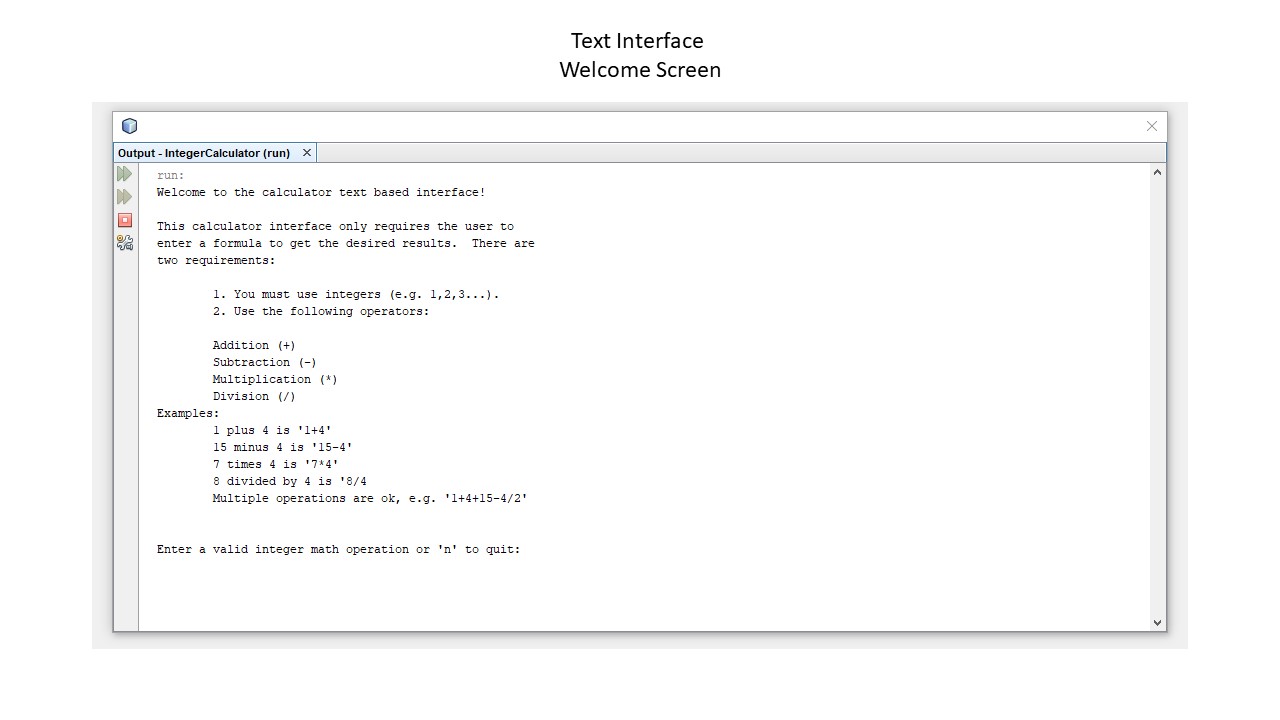 Text Interface
Welcome Screen
Output - IntegerCalculator (run)
run:
Welcome to the calculator text based interface!
This calculator interface only requires the user to
enter a formula to get the desired results.  There are
two requirements:
1. You must use integers (e.g. 1,2,3...).
2. Use the following operators:
Addition (+)
Subtraction (-)
Multiplication (*)
Division (/)
Examples:
1 plus 4 is '1+4'
15 minus 4 is '15-4'
7 times 4 is '7*4'
8 divided by 4 is '8/4
Multiple operations are ok, e.g. '1+4+15-4/2'
Enter a valid integer math operation or 'n' to quit: